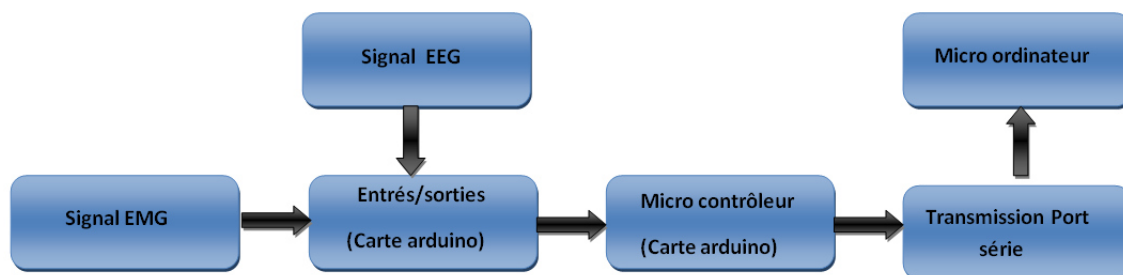 Signal EEG
Micro ordinateur
Signal EMG
Entrés/sorties
(Carte arduino)
Micro contrôleur
(Carte arduino)
Transmission Port
série